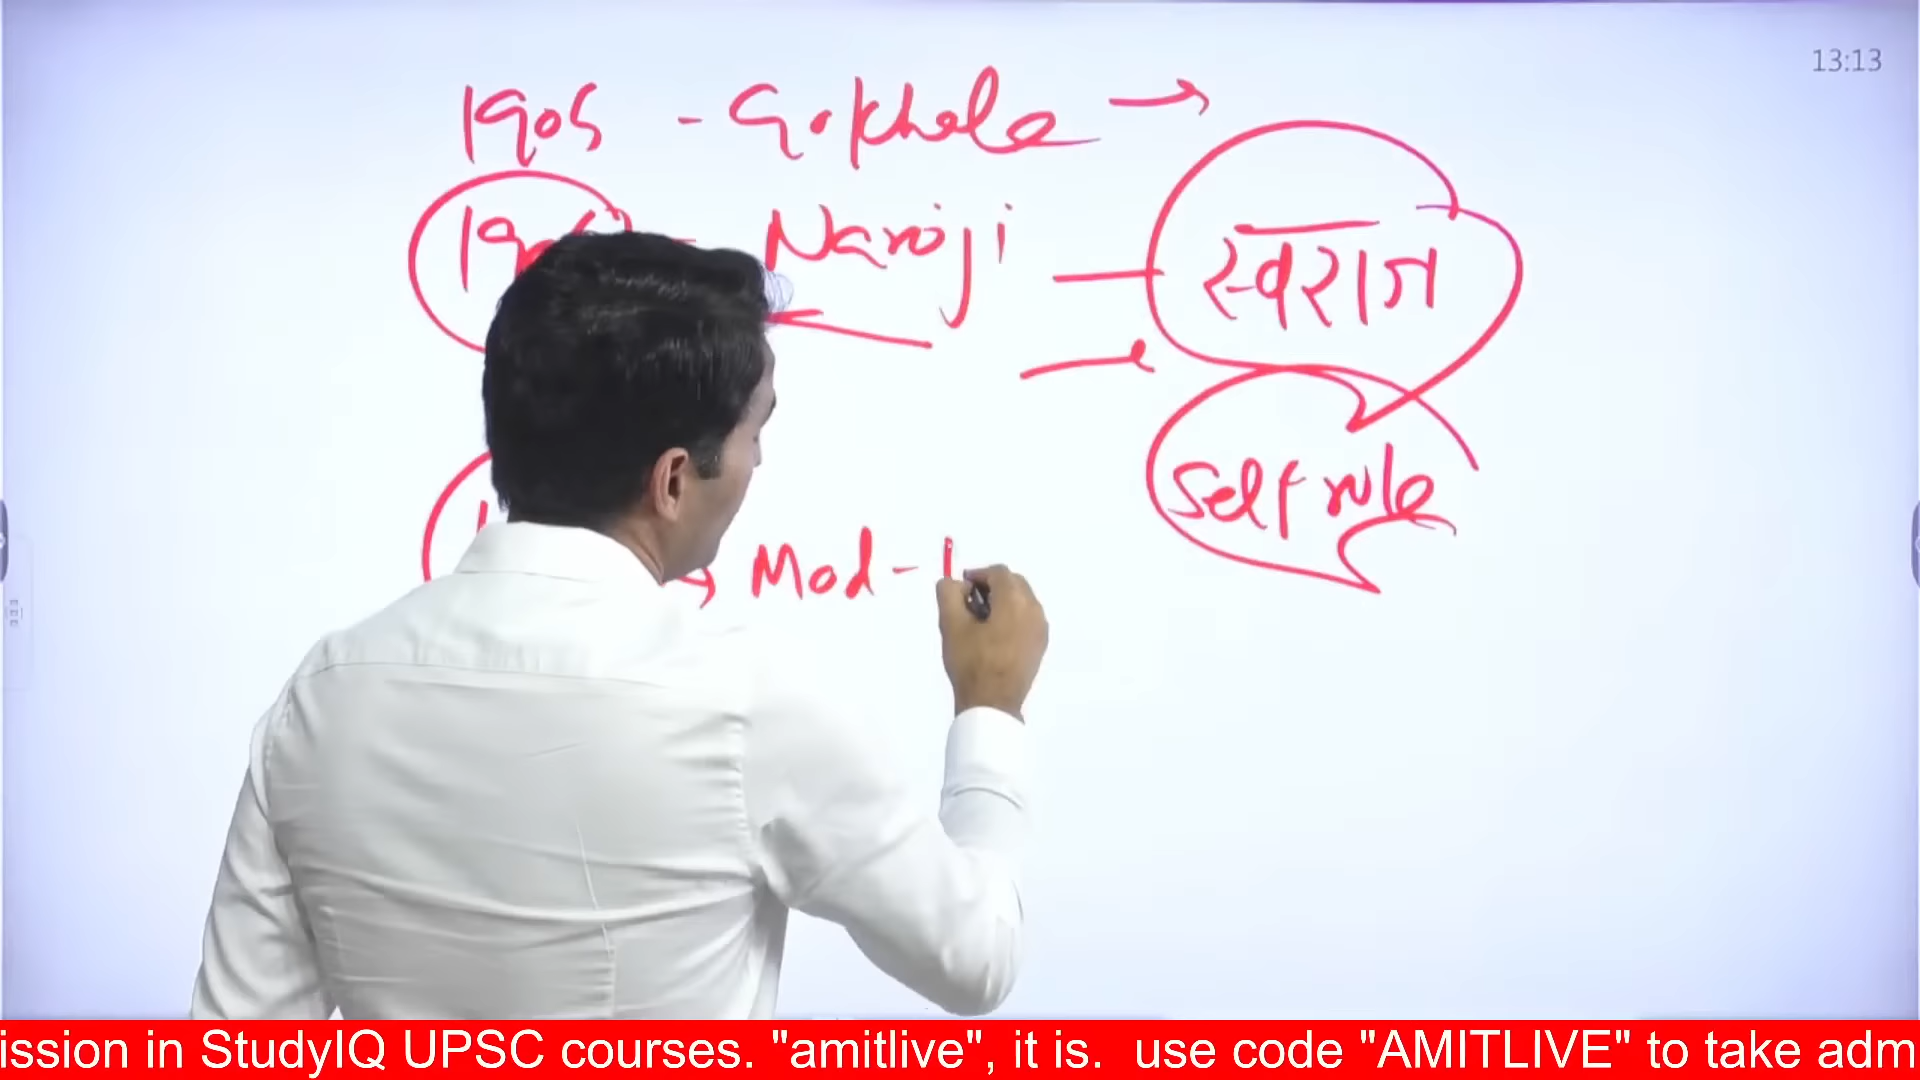 13:13
1905 - Gokhale →
Naroji — स्वराज
self rule
→ Mod -
ission in StudyIQ UPSC courses. "amitlive", it is. use code "AMITLIVE" to take adm